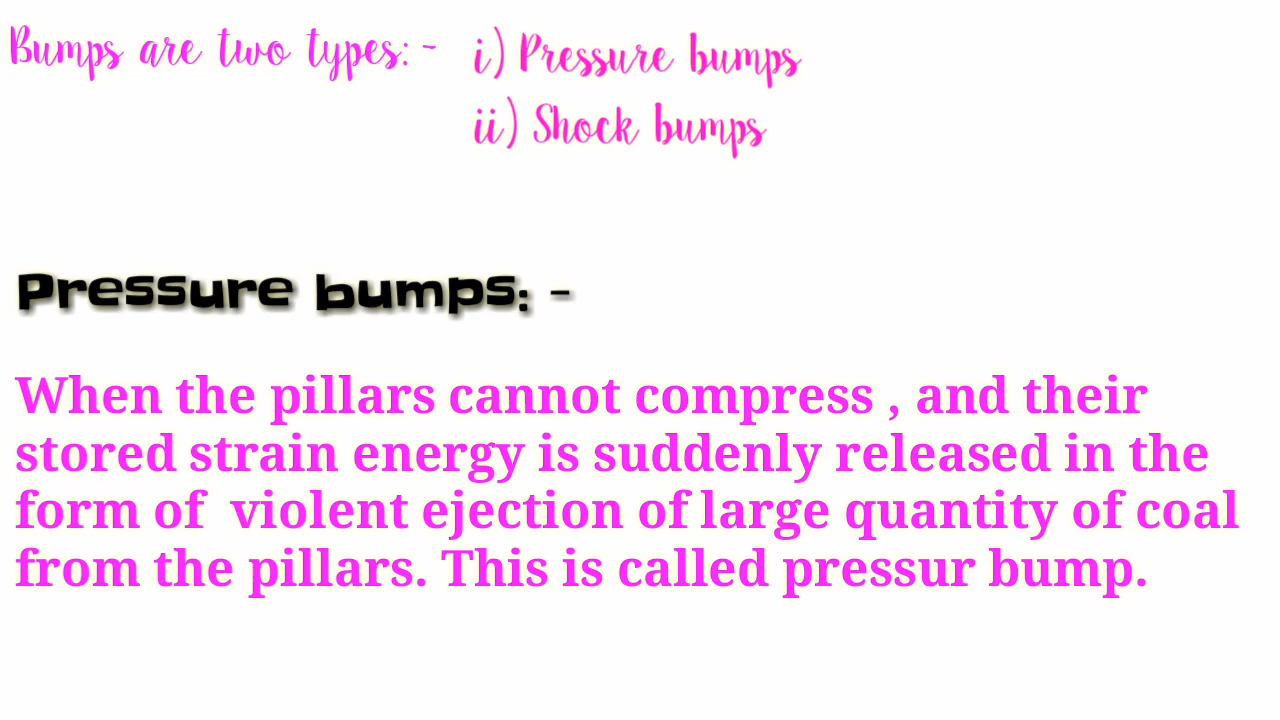 Bumps are two types: - i) Pressure bumps
ii) Shock bumps
Pressure bumps: -
When the pillars cannot compress , and their
stored strain energy is suddenly released in the
form of  violent ejection of large quantity of coal
from the pillars. This is called pressur bump.